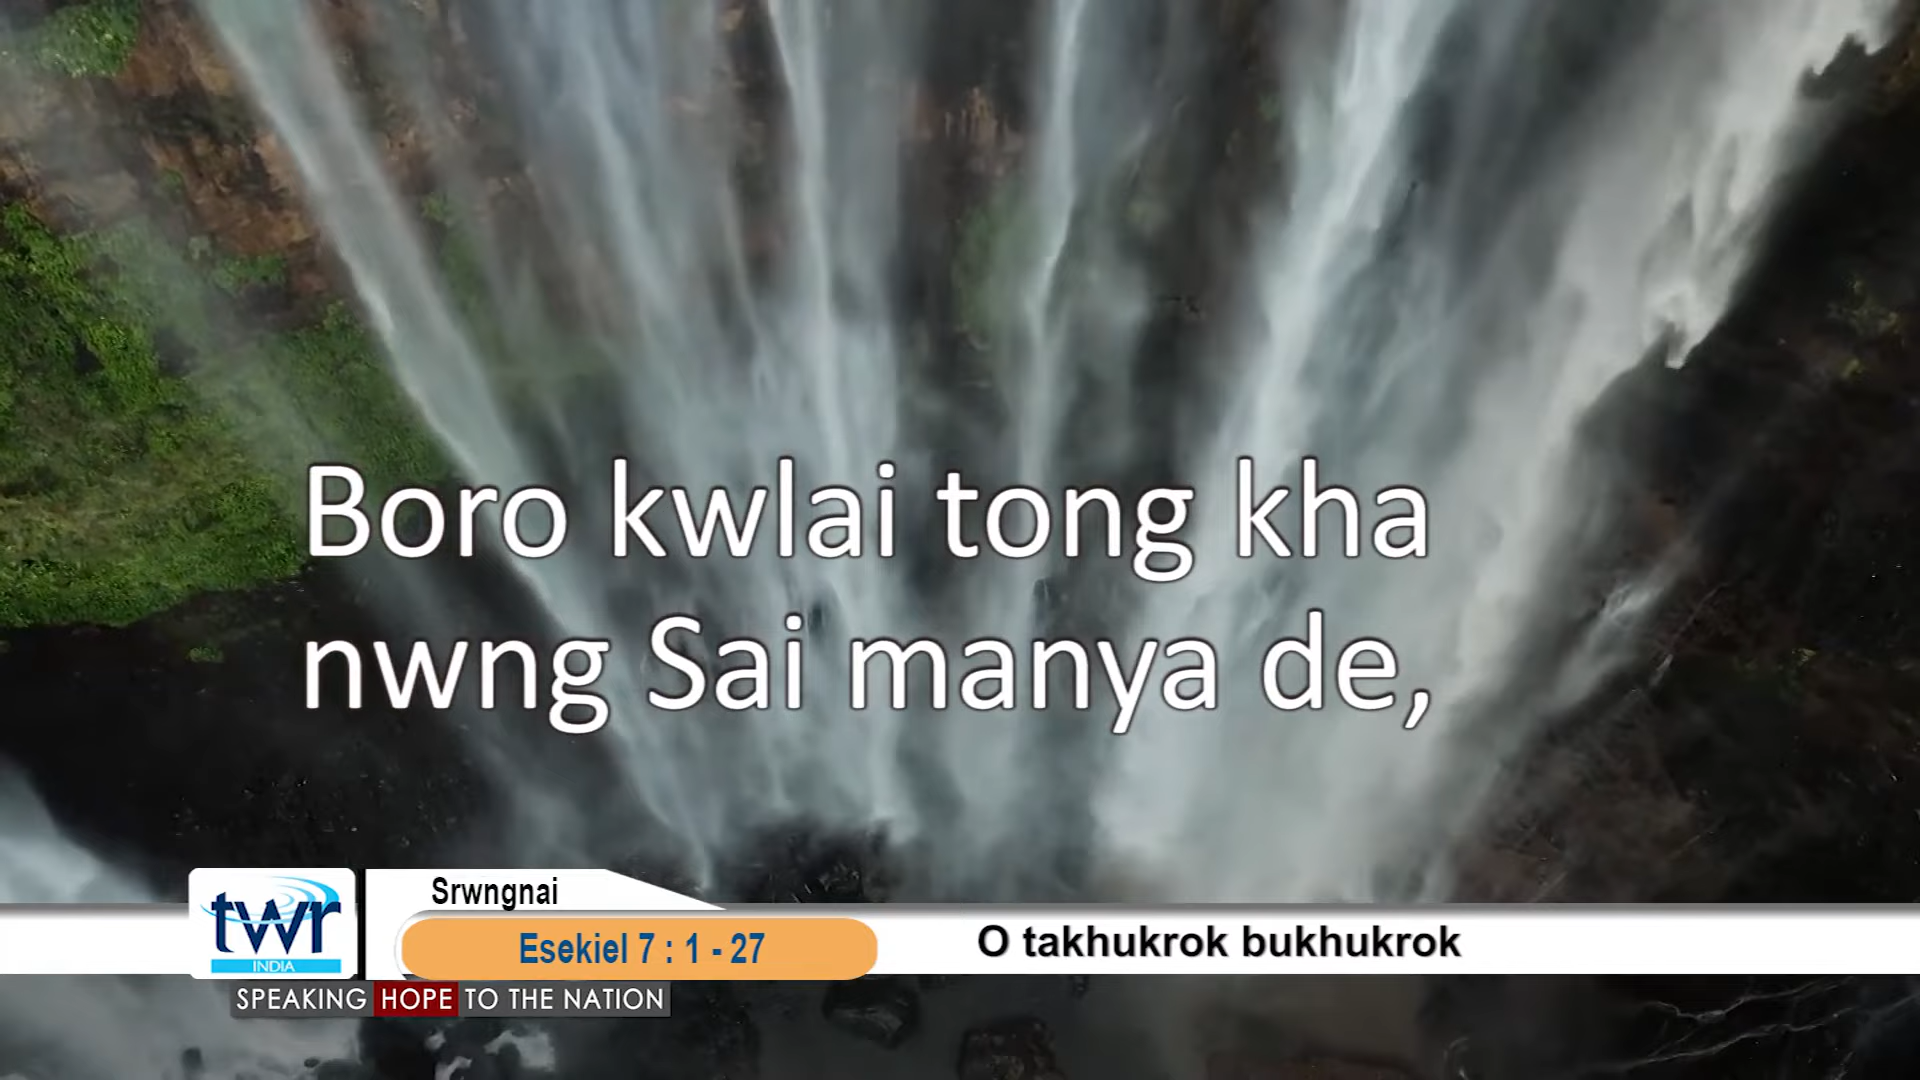 Boro kwlai tong kha
nwng Sai manya de,
twr
INDIA
Srwngnai
Esekiel 7 : 1 - 27
O takhukrok bukhukrok
SPEAKING HOPE TO THE NATION